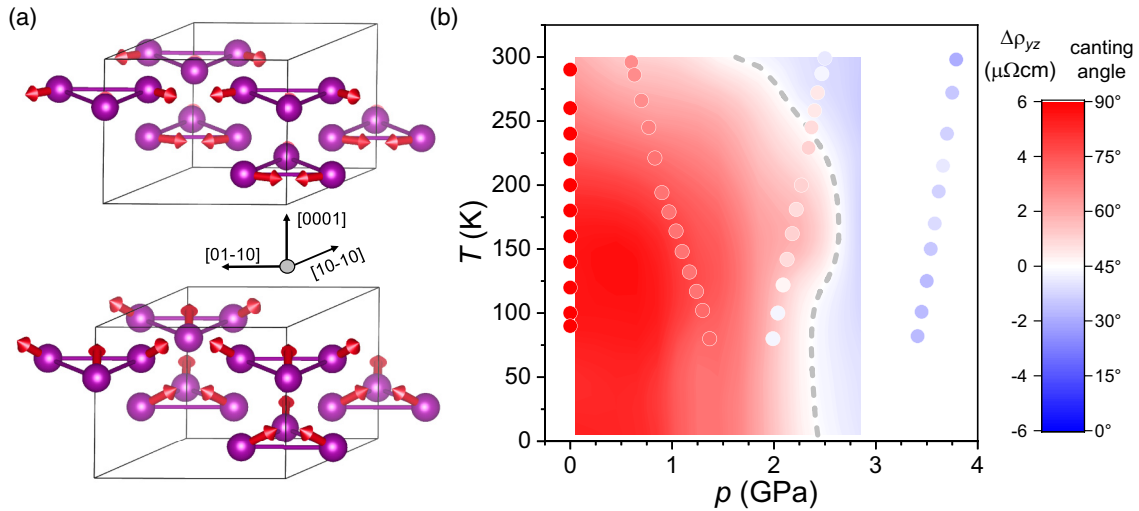 (a)
[0001]
[01-10]
[10-10]
(b)
300
250
200
150
100
50
0
T (K)
0 1 2 3 4
p (GPa)
Δρyz canting
(μΩcm) angle
6 90°
4 75°
2 60°
0 45°
-2 30°
-4 15°
-6 0°